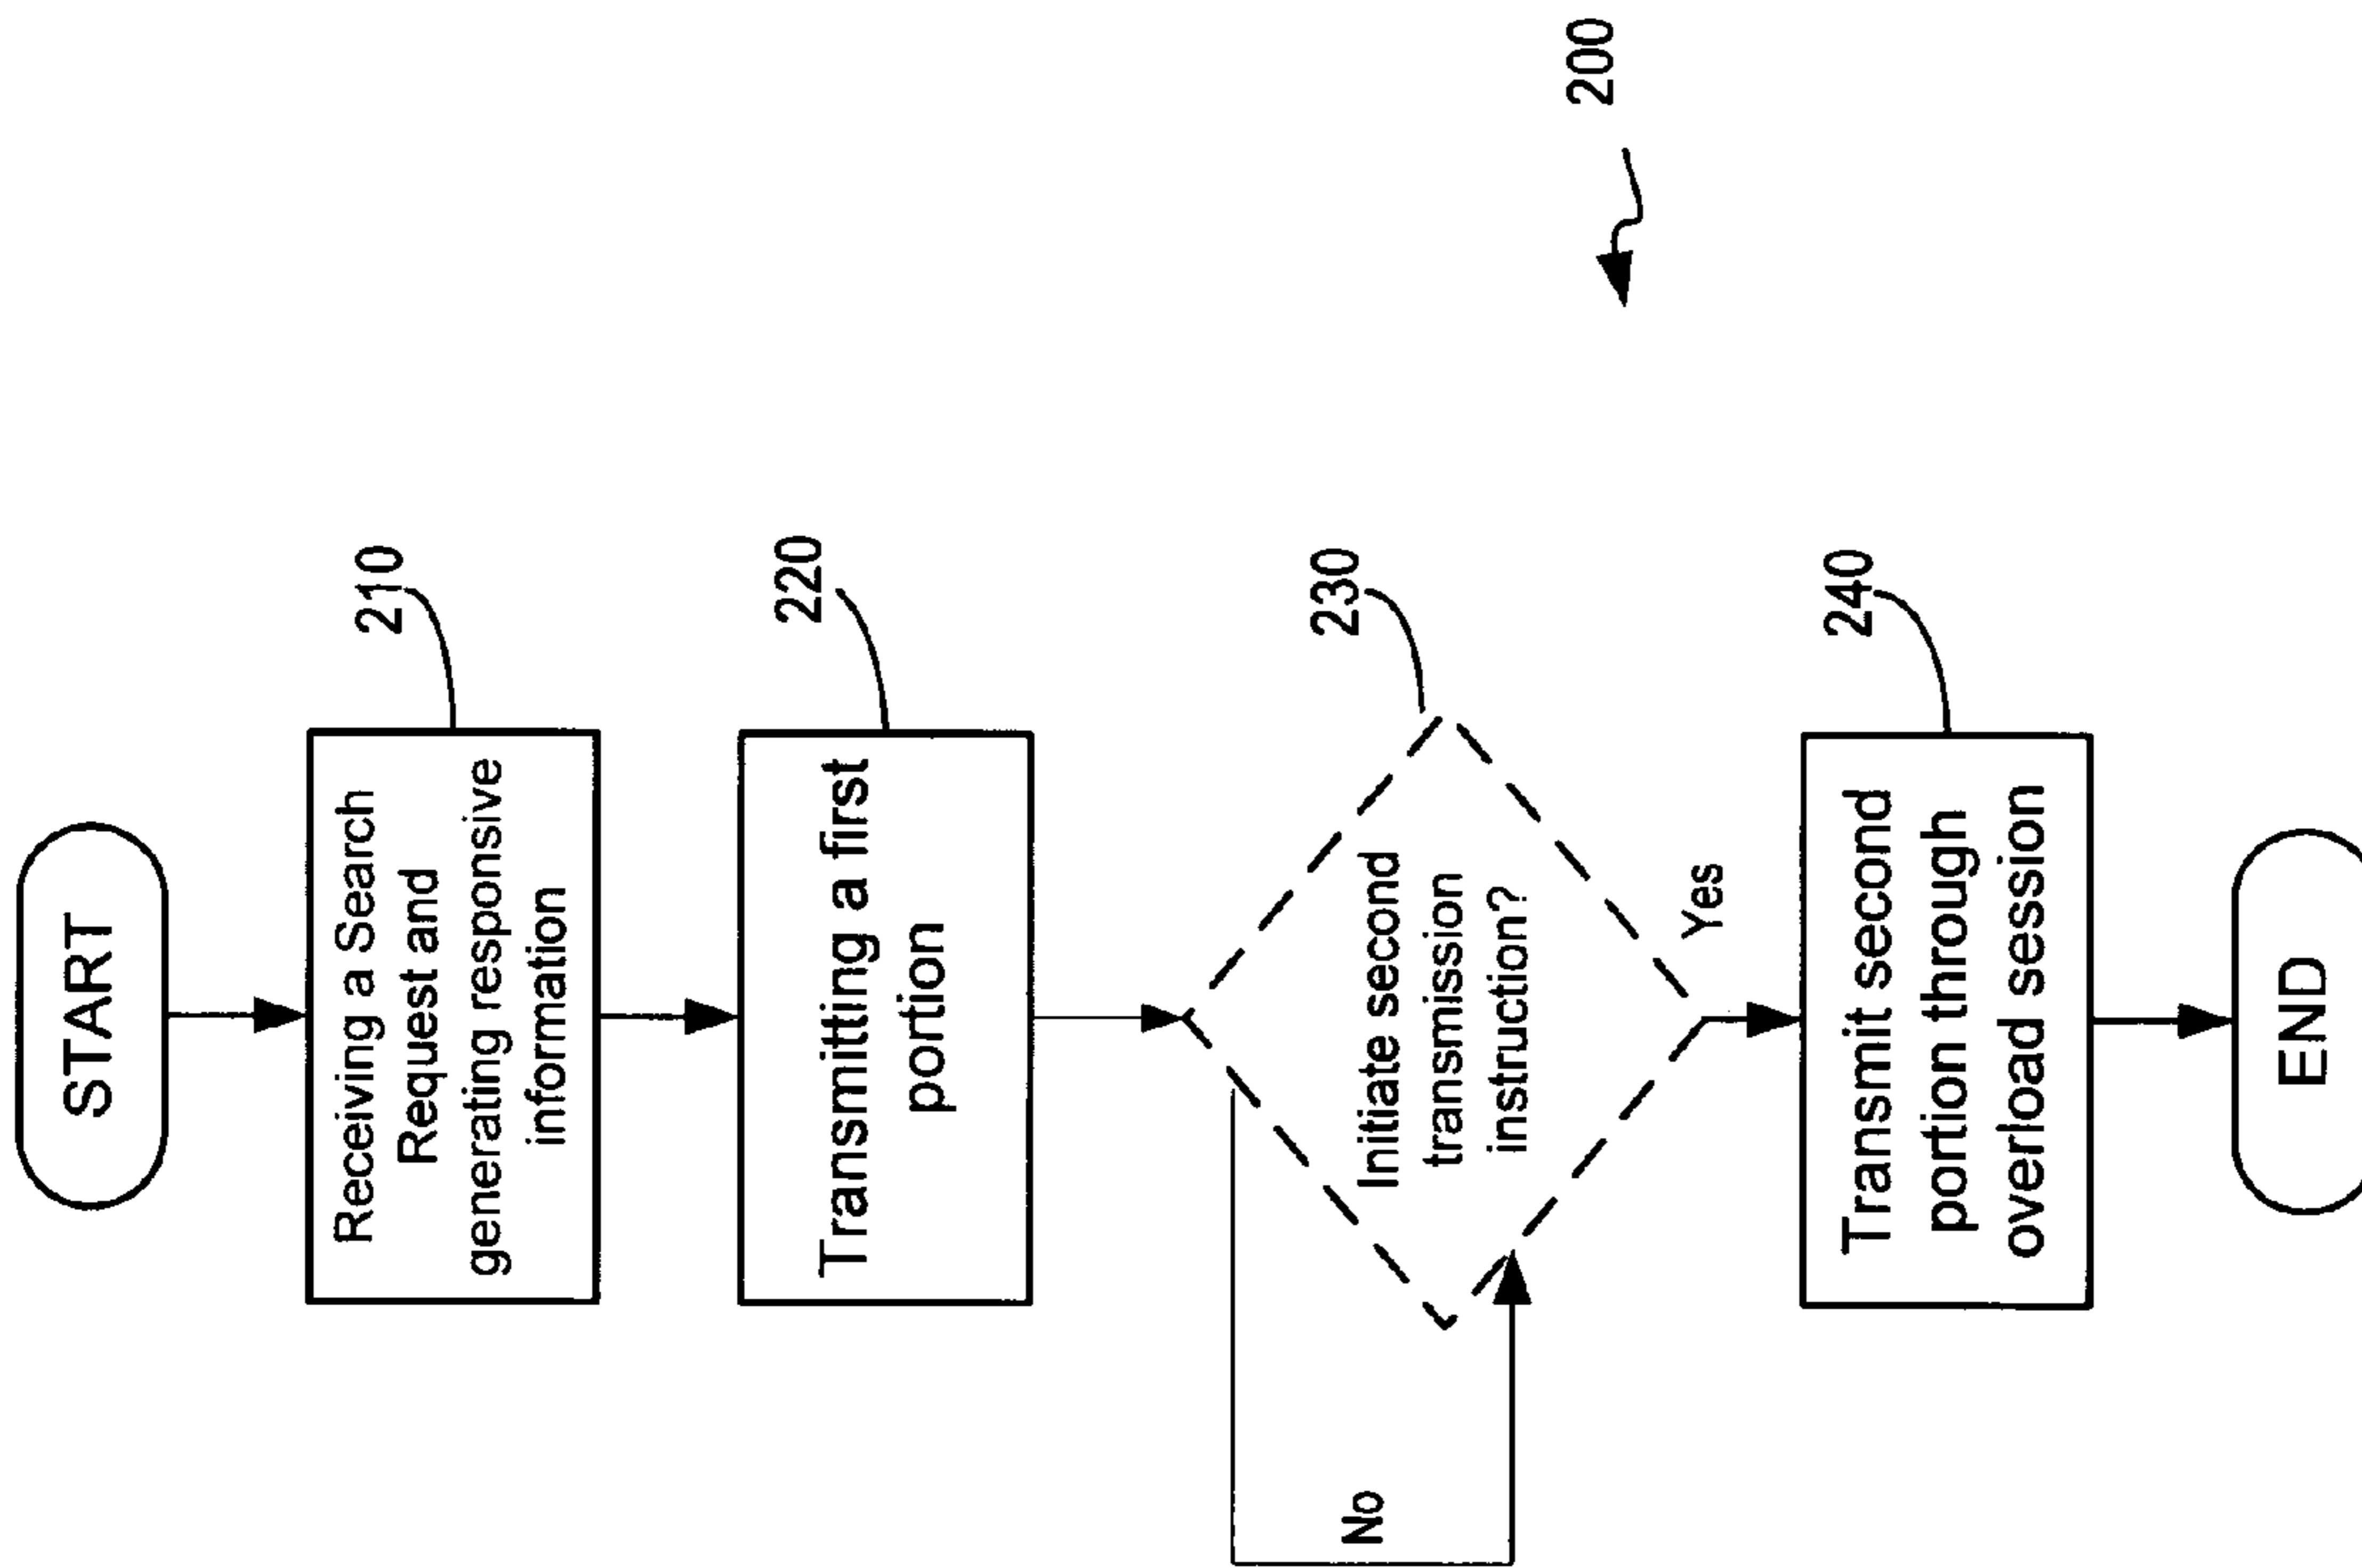 START
210
Receiving a Search
Request and
generating responsive
information
220
Transmitting a first
portion
230
Initiate second
transmission
instruction?
No
Yes
240
Transmit second
portion through
overload session
END
200